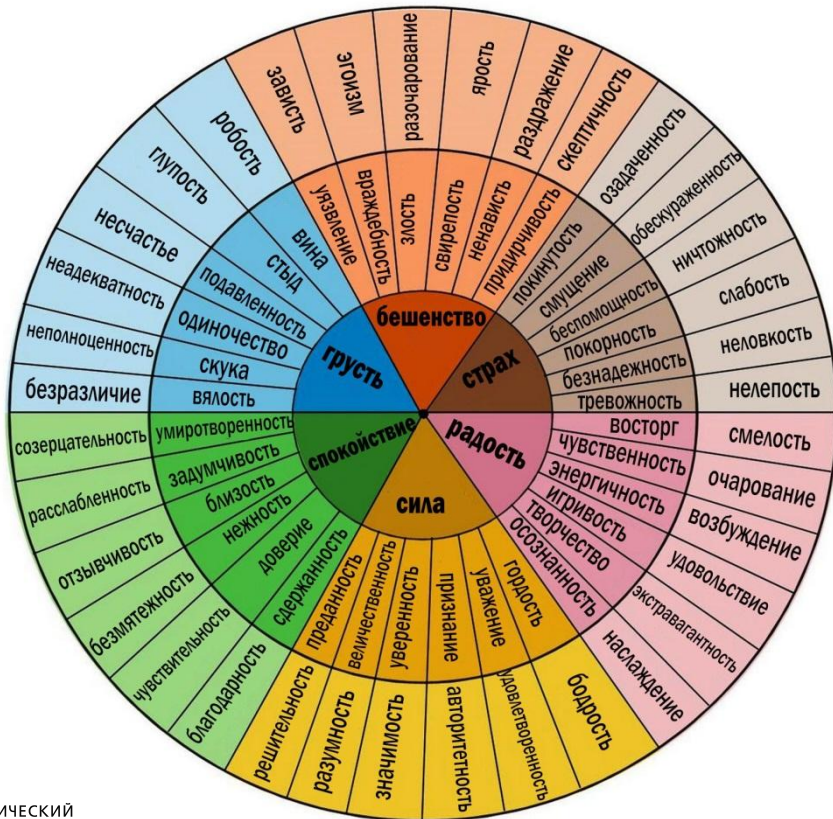 зависть
эгоизм
разочарование
ярость
раздражение
скептичность
озадаченность
обескураженность
ничтожность
слабость
неловкость
нелепость
смелость
очарование
возбуждение
удовольствие
экстравагантность
наслаждение
бодрость
удовлетворенность
авторитетность
значимость
разумность
решительность
благодарность
чувствительность
безмятежность
отзывчивость
расслабленность
созерцательность
безразличие
неполноценность
неадекватность
несчастье
глупость
робость
уязвление
враждебность
злость
свирепость
ненависть
придирчивость
покинутость
смущение
беспомощность
покорность
безнадежность
тревожность
восторг
чувственность
энергичность
игривость
творчество
осознанность
гордость
уважение
признание
уверенность
величественность
преданность
сдержанность
доверие
нежность
близость
задумчивость
умиротворенность
вялость
скука
одиночество
подавленность
стыд
вина
бешенство
страх
радость
сила
спокойствие
грусть
ИЧЕСКИЙ